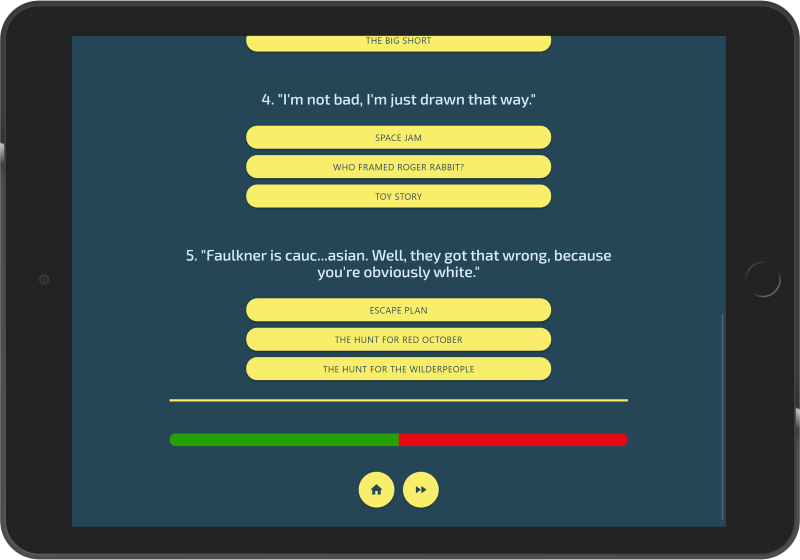 THE BIG SHORT
4. "I'm not bad, I'm just drawn that way."
SPACE JAM
WHO FRAMED ROGER RABBIT?
TOY STORY
5. "Faulkner is cauc...asian. Well, they got that wrong, because
you're obviously white."
ESCAPE PLAN
THE HUNT FOR RED OCTOBER
THE HUNT FOR THE WILDERPEOPLE